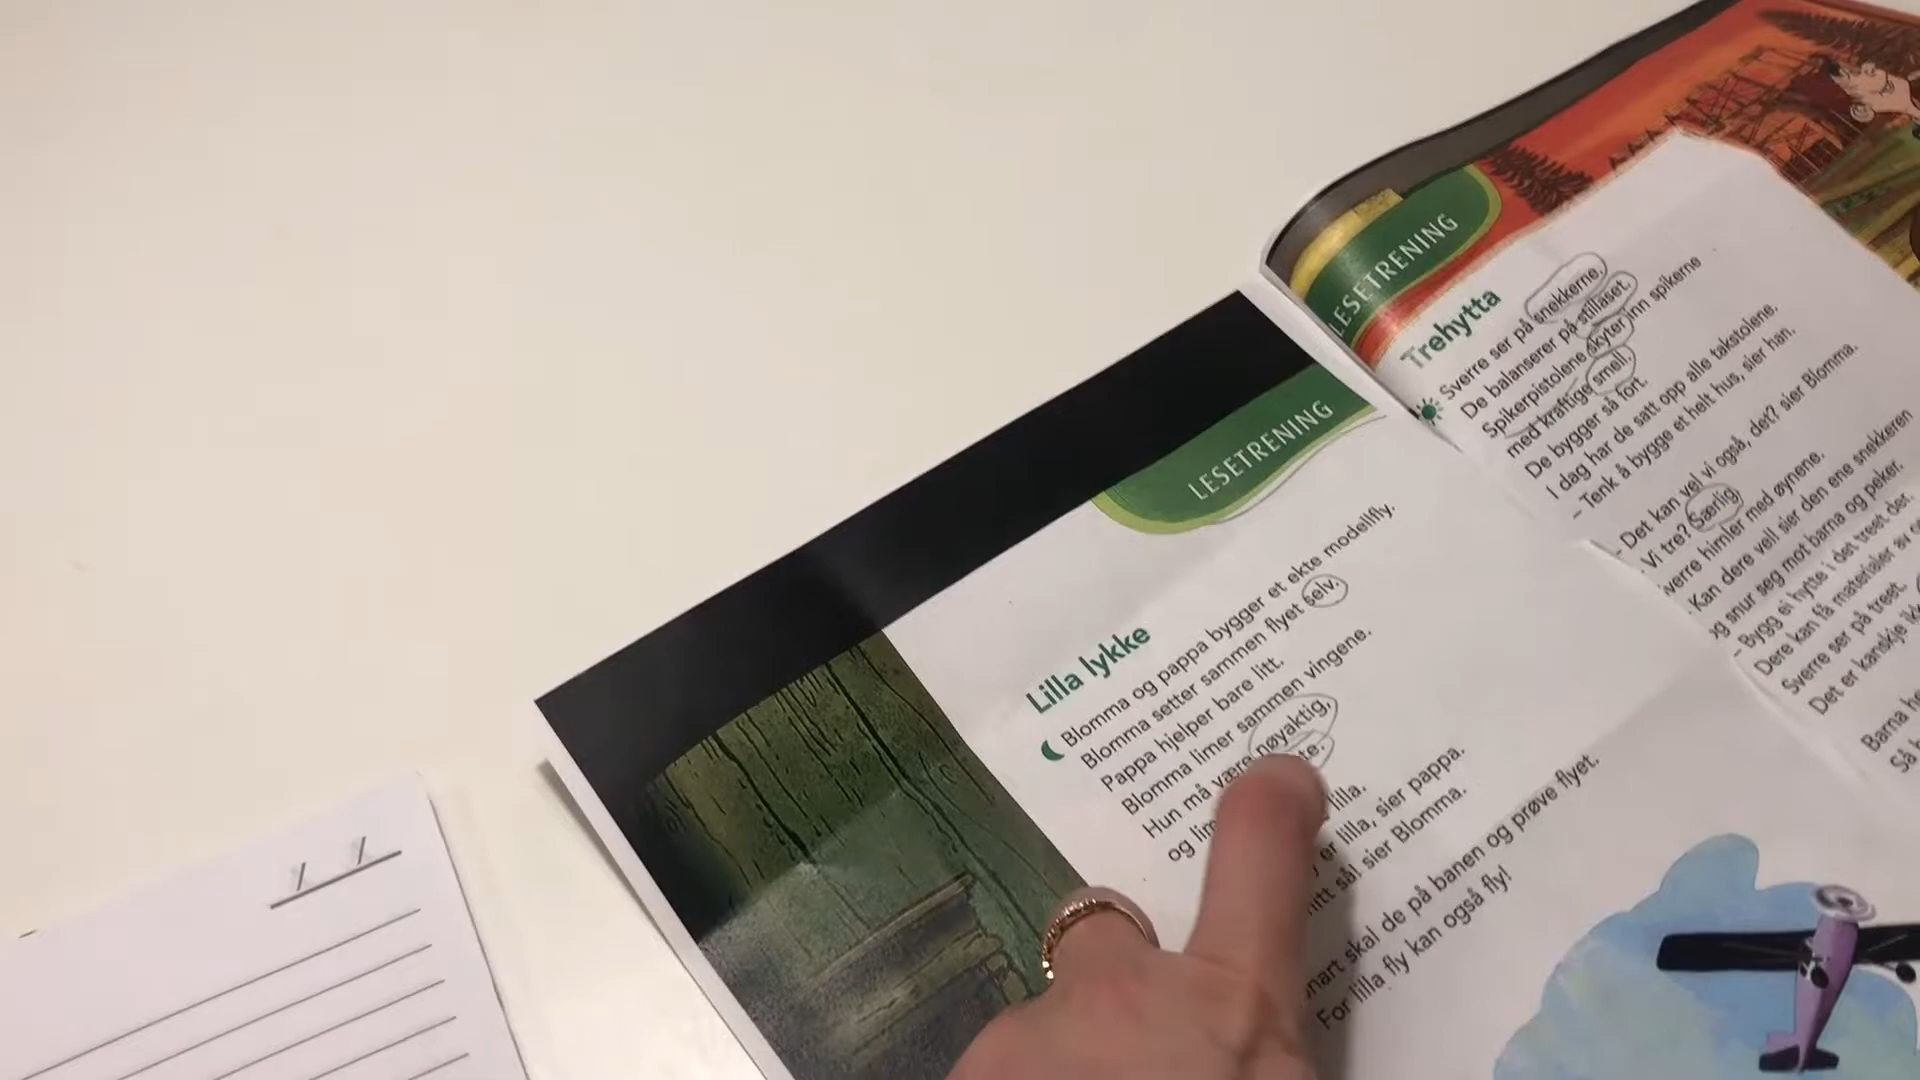 LESETRENING
Lilla lykke
Blomma og pappa bygger et ekte modellfly.
Blomma setter sammen flyet selv.
Pappa hjelper bare litt.
Blomma limer sammen vingene.
Hun må være nøyaktig,
og
lilla.
er lilla, sier pappa.
sier Blomma.
skal de på banen og prøve flyet.
For lilla fly kan også fly!
LESETRENING
Trehytta
Sverre ser på snekkerne.
De balanserer på stillaset.
Spikerpistolene skyter inn spikerne
med kraftige smell.
De bygger så fort.
I dag har de satt opp alle takstolene.
– Tenk å bygge et helt hus, sier han.
– Det kan vel vi også, det? sier Blomma.
– Vi tre? Særlig
himler med øynene.
– Kan dere vel! sier den ene snekkeren
og snur seg mot barna og peker.
– Bygg ei hytte i det treet der.
Dere kan få materialer av
Sverre ser på treet.
Det er kanskje
Barna
Så